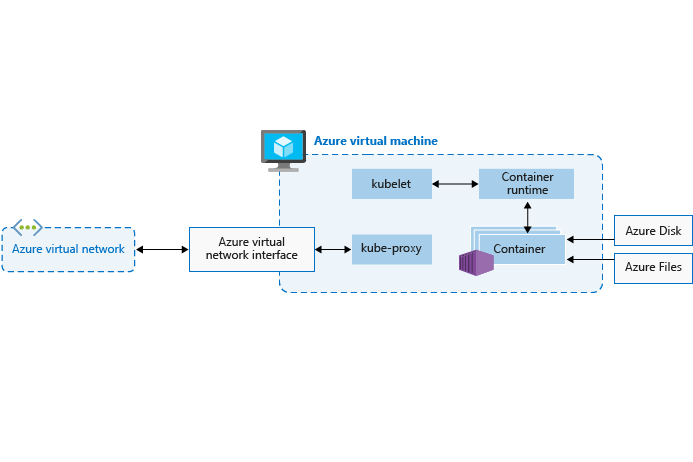 Azure virtual machine
kubelet
Container
runtime
Azure virtual network
Azure virtual
network interface
kube-proxy
Container
Azure Disk
Azure Files